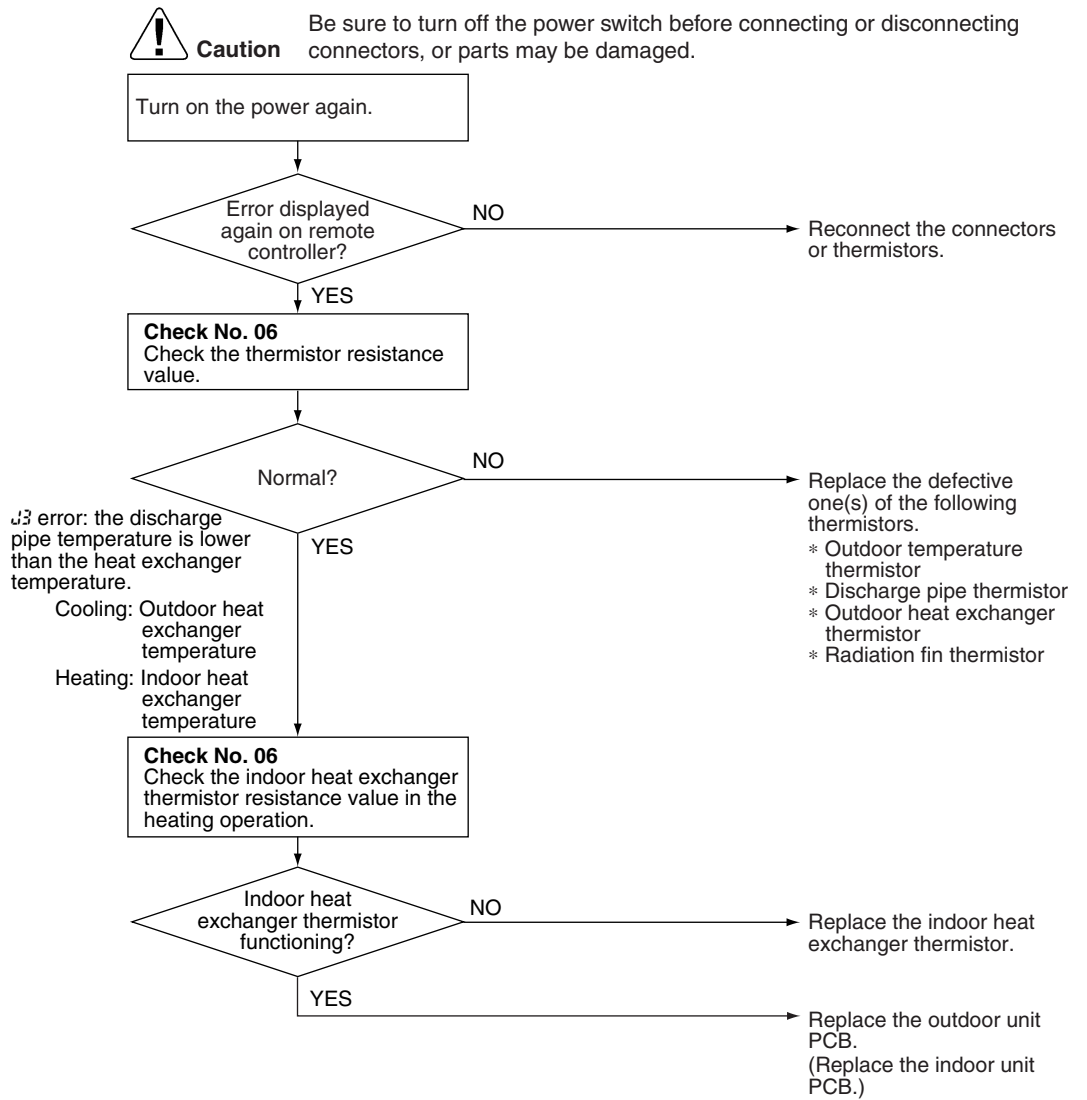 Be sure to turn off the power switch before connecting or disconnecting
Caution connectors, or parts may be damaged.
Turn on the power again.
Error displayed
again on remote
controller?
NO
Reconnect the connectors
or thermistors.
YES
Check No. 06
Check the thermistor resistance
value.
Normal?
NO
Replace the defective
one(s) of the following
thermistors.
∗ Outdoor temperature
thermistor
∗ Discharge pipe thermistor
∗ Outdoor heat exchanger
thermistor
∗ Radiation fin thermistor
YES
J3 error: the discharge
pipe temperature is lower
than the heat exchanger
temperature.
Cooling: Outdoor heat
exchanger
temperature
Heating: Indoor heat
exchanger
temperature
Check No. 06
Check the indoor heat exchanger
thermistor resistance value in the
heating operation.
Indoor heat
exchanger thermistor
functioning?
NO
Replace the indoor heat
exchanger thermistor.
YES
Replace the outdoor unit
PCB.
(Replace the indoor unit
PCB.)